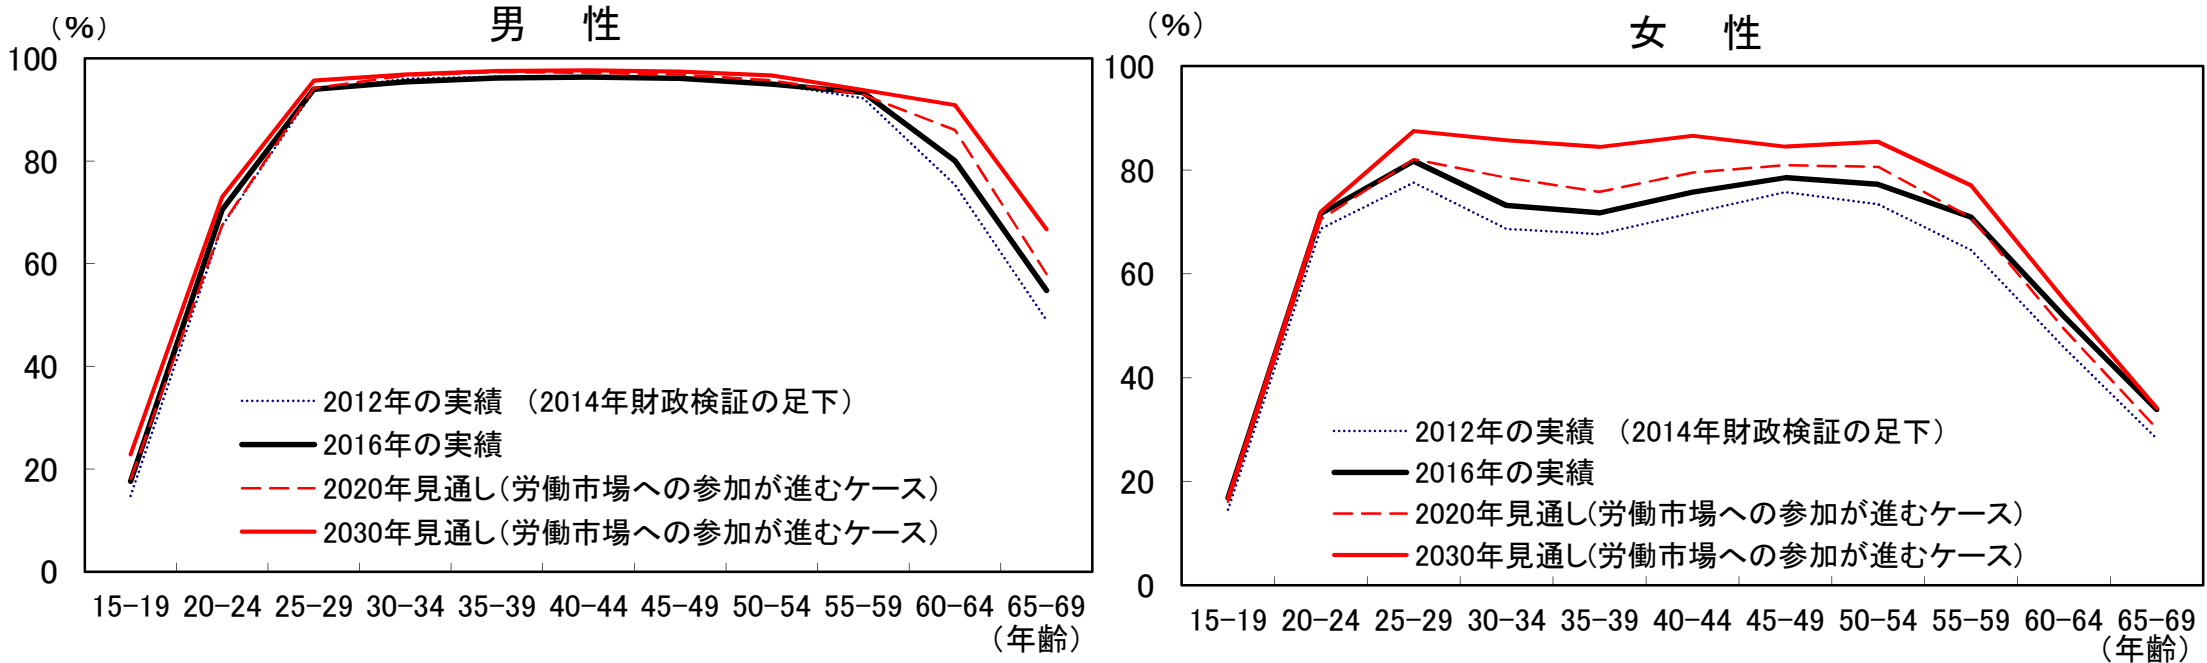 男 性
(%)
100
80
60
40
20
0
2012年の実績 (2014年財政検証の足下)
2016年の実績
2020年見通し(労働市場への参加が進むケース)
2030年見通し(労働市場への参加が進むケース)
15-19 20-24 25-29 30-34 35-39 40-44 45-49 50-54 55-59 60-64 65-69
(年齢)
女 性
(%)
100
80
60
40
20
0
2012年の実績 (2014年財政検証の足下)
2016年の実績
2020年見通し(労働市場への参加が進むケース)
2030年見通し(労働市場への参加が進むケース)
15-19 20-24 25-29 30-34 35-39 40-44 45-49 50-54 55-59 60-64 65-69
(年齢)